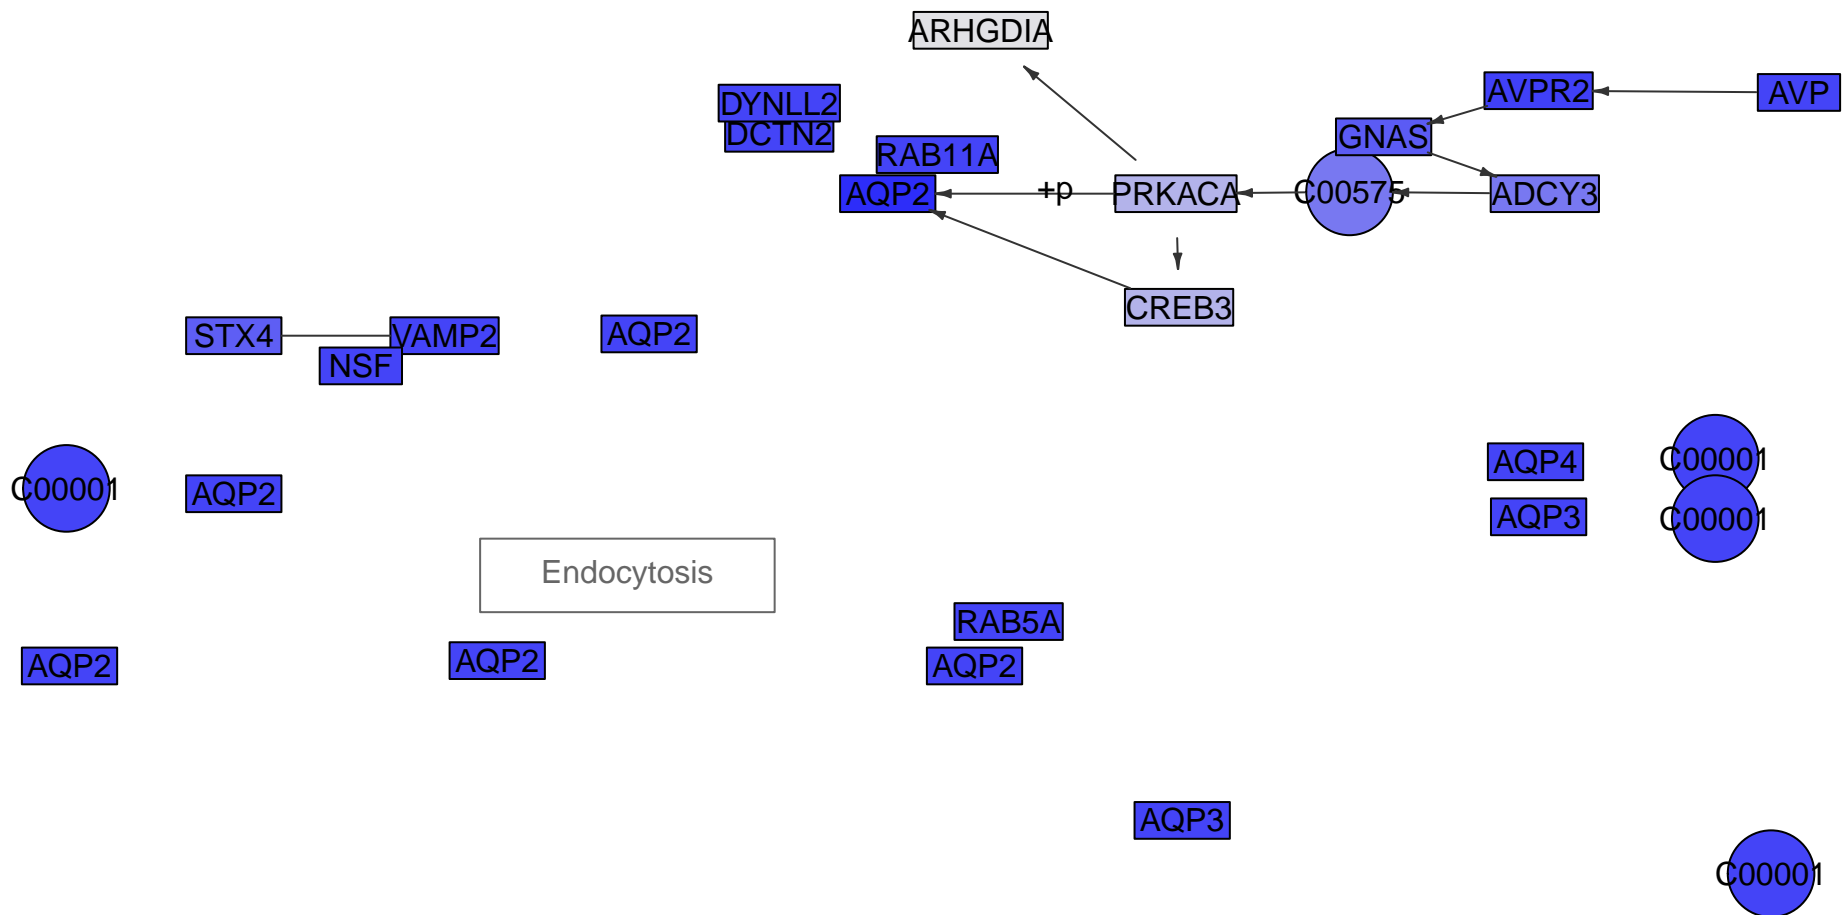 ARHGDIA
AVPR2
AVP
DYNLL2
DCTN2
GNAS
RAB11A
AQP2
+p
PRKACA
C00575
ADCY3
CREB3
STX4
VAMP2
AQP2
NSF
C00001
AQP2
AQP4
C00001
AQP3
C00001
Endocytosis
RAB5A
AQP2
AQP2
AQP2
AQP3
C00001